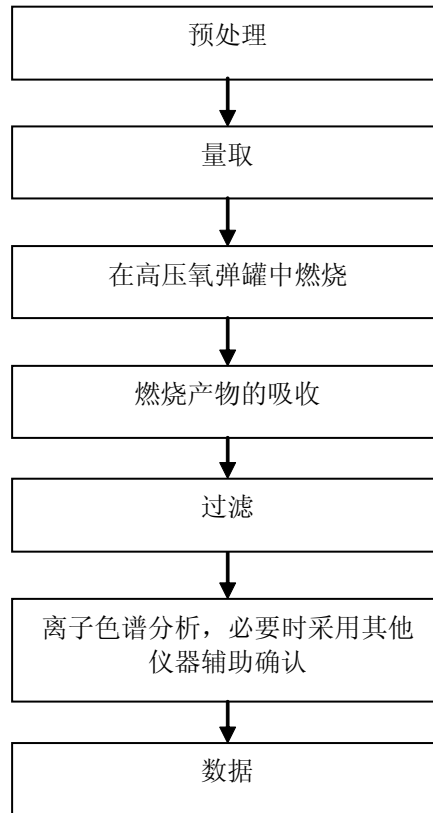 预处理
量取
在高压氧弹罐中燃烧
燃烧产物的吸收
过滤
离子色谱分析，必要时采用其他
仪器辅助确认
数据